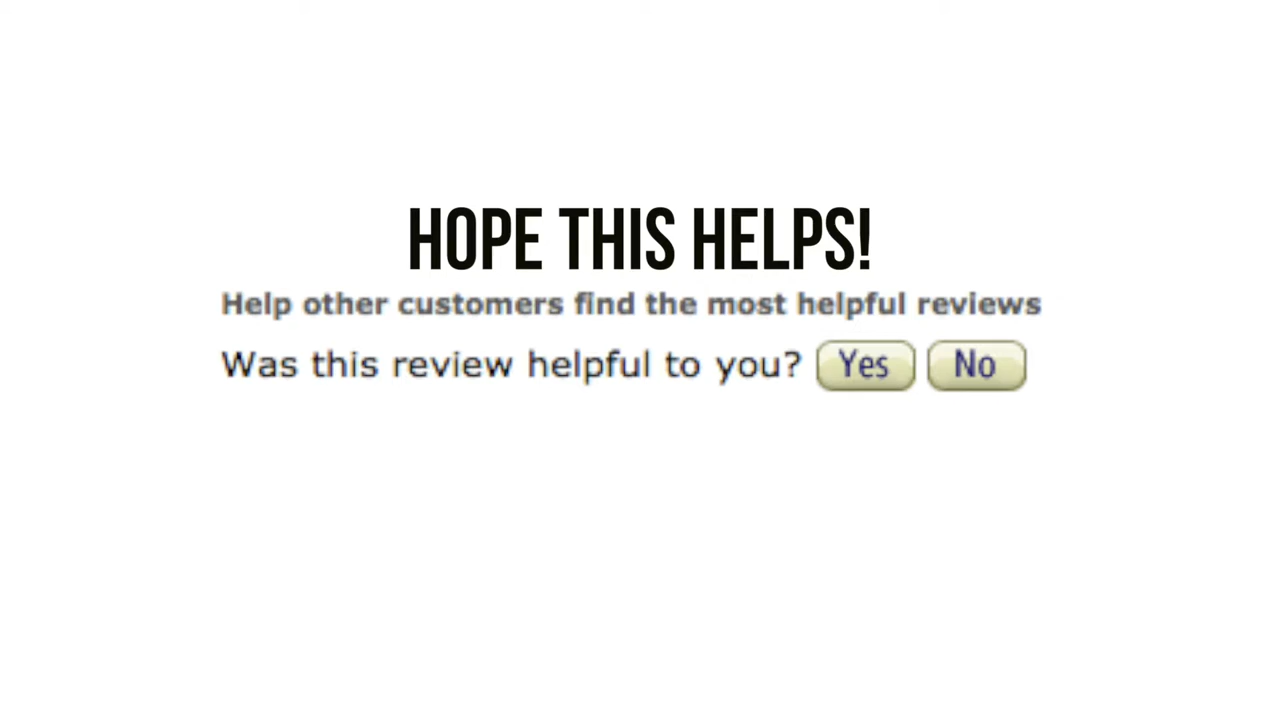 HOPE THIS HELPS!
Help other customers find the most helpful reviews
Was this review helpful to you? Yes No